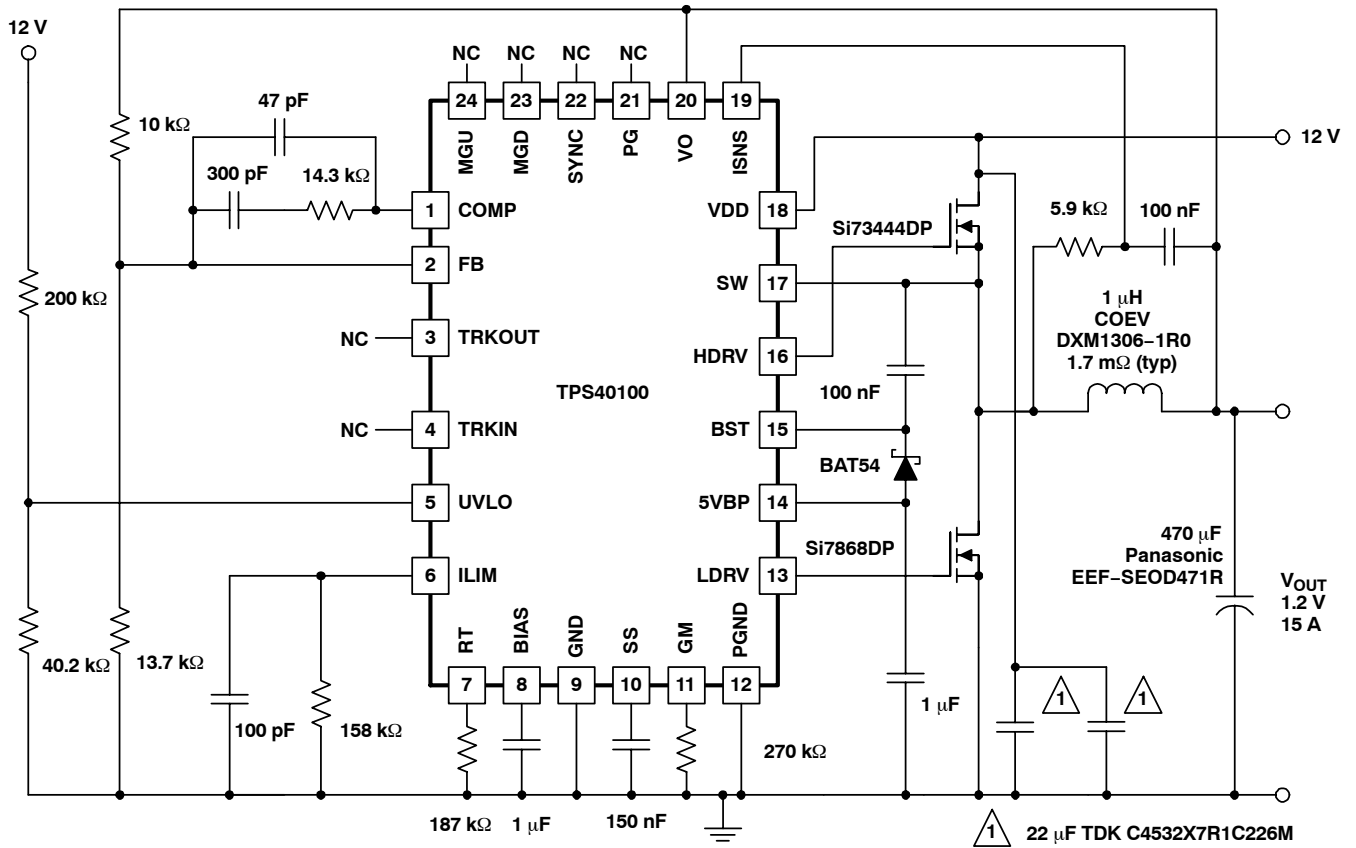 12 V
NC
NC
NC
NC
24
23
22
21
20
19
MGU
MGD
SYNC
PG
VO
ISNS
47 pF
10 kΩ
300 pF
14.3 kΩ
1
COMP
2
FB
200 kΩ
NC
3
TRKOUT
NC
4
TRKIN
5
UVLO
6
ILIM
TPS40100
VDD
18
12 V
Si73444DP
5.9 kΩ
100 nF
SW
17
1 μH
COEV
DXM1306−1R0
1.7 mΩ (typ)
HDRV
16
100 nF
BST
15
BAT54
5VBP
14
Si7868DP
LDRV
13
470 μF
Panasonic
EEF−SEOD471R
VOUT
1.2 V
15 A
40.2 kΩ
13.7 kΩ
100 pF
158 kΩ
RT
BIAS
GND
SS
GM
PGND
7
8
9
10
11
12
1 μF
1
1
270 kΩ
187 kΩ
1 μF
150 nF
1
22 μF TDK C4532X7R1C226M